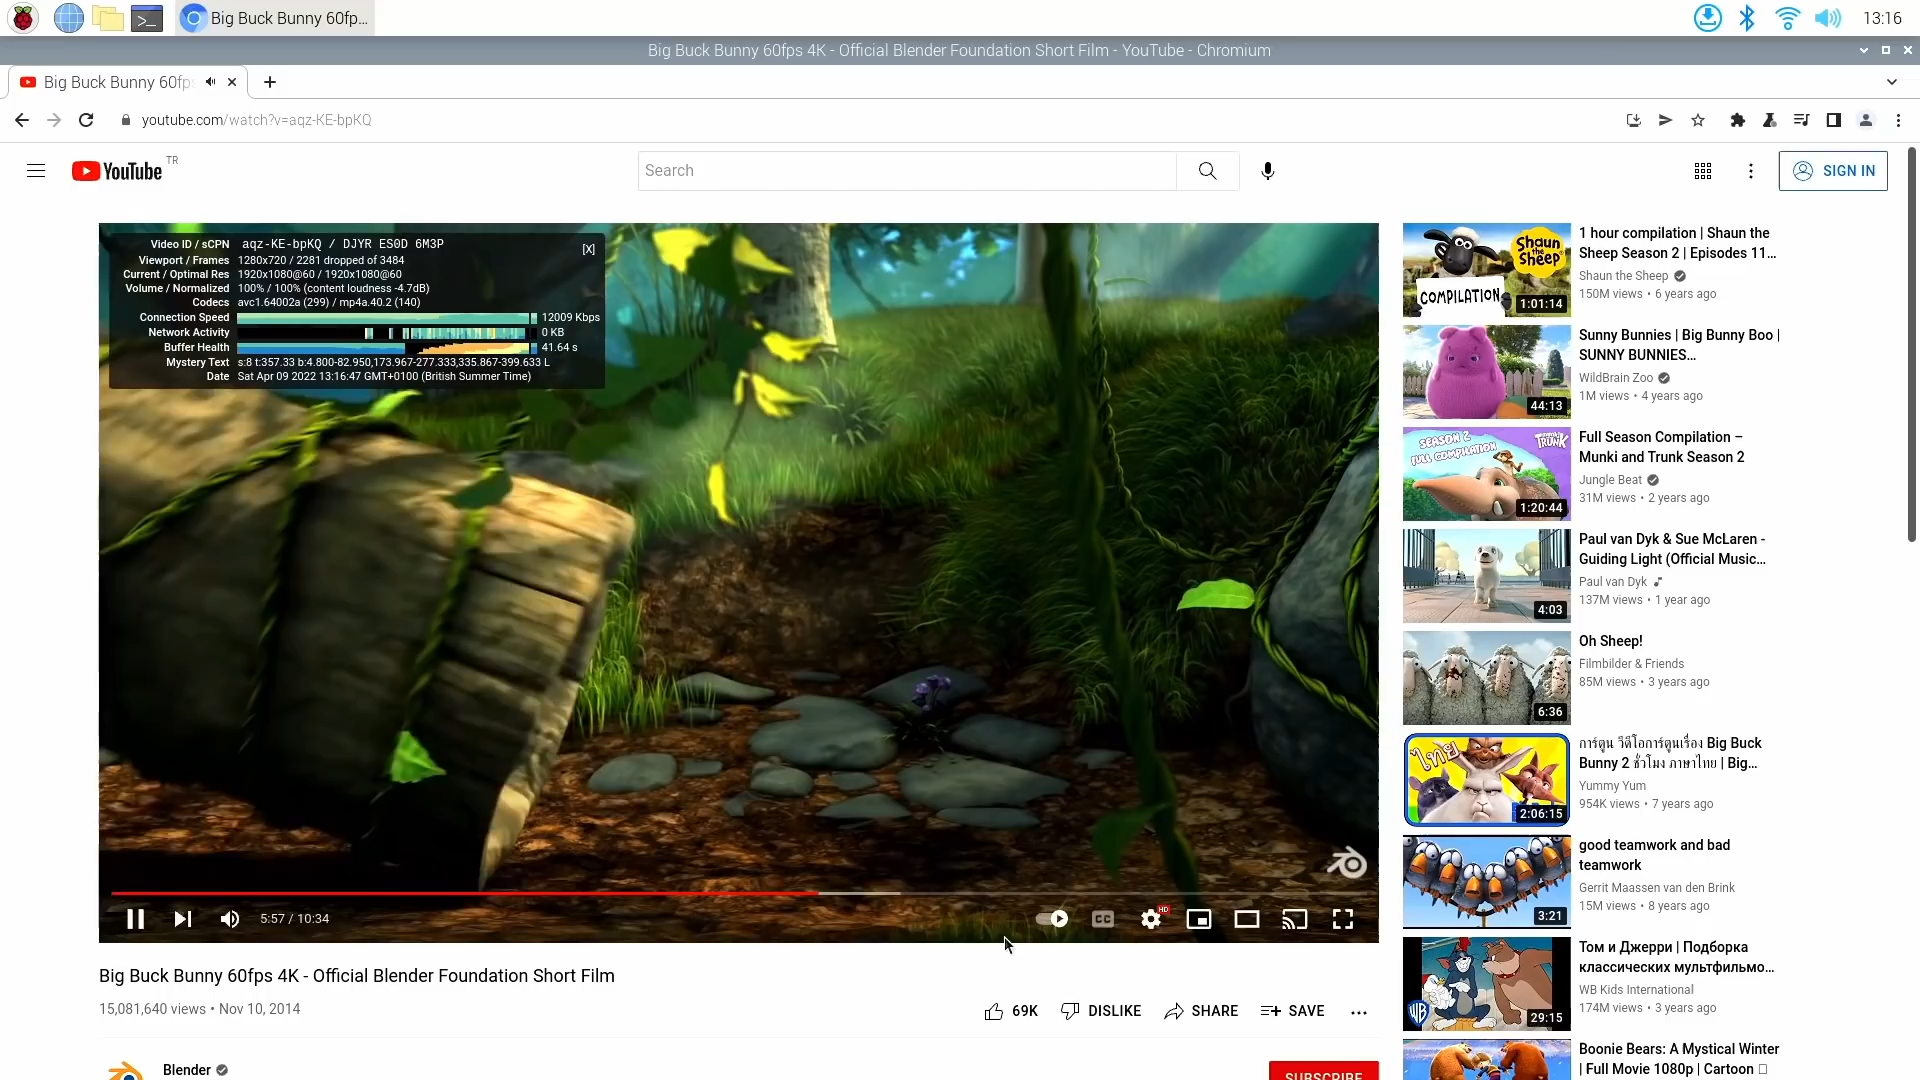 Big Buck Bunny 60fp...
13:16
Big Buck Bunny 60fps 4K - Official Blender Foundation Short Film - YouTube - Chromium
Big Buck Bunny 60fp
youtube.com/watch?v=aqz-KE-bpKQ
YouTube TR
Search
SIGN IN
Video ID / sCPN aqz-KE-bpKQ / DJYR ES0D 6M3P
[X]
Viewport / Frames 1280x720 / 2281 dropped of 3484
Current / Optimal Res 1920x1080@60 / 1920x1080@60
Volume / Normalized 100% / 100% (content loudness -4.7dB)
Codecs avc1.64002a (299) / mp4a.40.2 (140)
Connection Speed 12009 Kbps
Network Activity 0 KB
Buffer Health 41.64 s
Mystery Text s:8 t:357.33 b:4.800-82.950,173.967-277.333,335.867-399.633 L
Date Sat Apr 09 2022 13:16:47 GMT+0100 (British Summer Time)
5:57 / 10:34
CC
HD
Big Buck Bunny 60fps 4K - Official Blender Foundation Short Film
15,081,640 views • Nov 10, 2014
69K DISLIKE SHARE SAVE ...
Blender
SUBSCRIBE
Shaun the Sheep
COMPILATION
1:01:14
1 hour compilation | Shaun the
Sheep Season 2 | Episodes 11...
Shaun the Sheep
150M views • 6 years ago
44:13
Sunny Bunnies | Big Bunny Boo |
SUNNY BUNNIES...
WildBrain Zoo
1M views • 4 years ago
SEASON 2
FULL COMPILATION
TRUNK
1:20:44
Full Season Compilation –
Munki and Trunk Season 2
Jungle Beat
31M views • 2 years ago
4:03
Paul van Dyk & Sue McLaren -
Guiding Light (Official Music...
Paul van Dyk
137M views • 1 year ago
6:36
Oh Sheep!
Filmbilder & Friends
85M views • 3 years ago
ไทย
2:06:15
การ์ตูน วีดีโอการ์ตูนเรื่อง Big Buck
Bunny 2 ชั่วโมง ภาษาไทย | Big...
Yummy Yum
954K views • 7 years ago
3:21
good teamwork and bad
teamwork
Gerrit Maassen van den Brink
15M views • 8 years ago
WB
29:15
Том и Джерри | Подборка
классических мультфильмо...
WB Kids International
174M views • 3 years ago
Boonie Bears: A Mystical Winter
| Full Movie 1080p | Cartoon